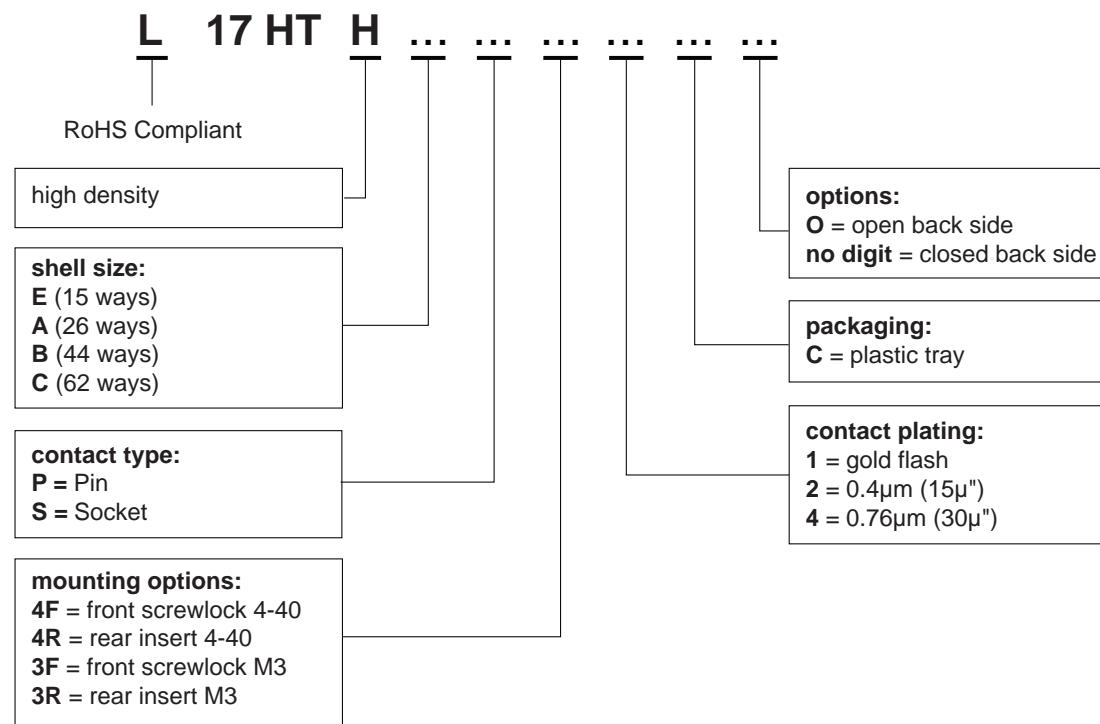 L 17 HT H ... ... ... ... ... ...
RoHS Compliant
high density
shell size:
E (15 ways)
A (26 ways)
B (44 ways)
C (62 ways)
contact type:
P = Pin
S = Socket
mounting options:
4F = front screwlock 4-40
4R = rear insert 4-40
3F = front screwlock M3
3R = rear insert M3
options:
O = open back side
no digit = closed back side
packaging:
C = plastic tray
contact plating:
1 = gold flash
2 = 0.4µm (15µ")
4 = 0.76µm (30µ")